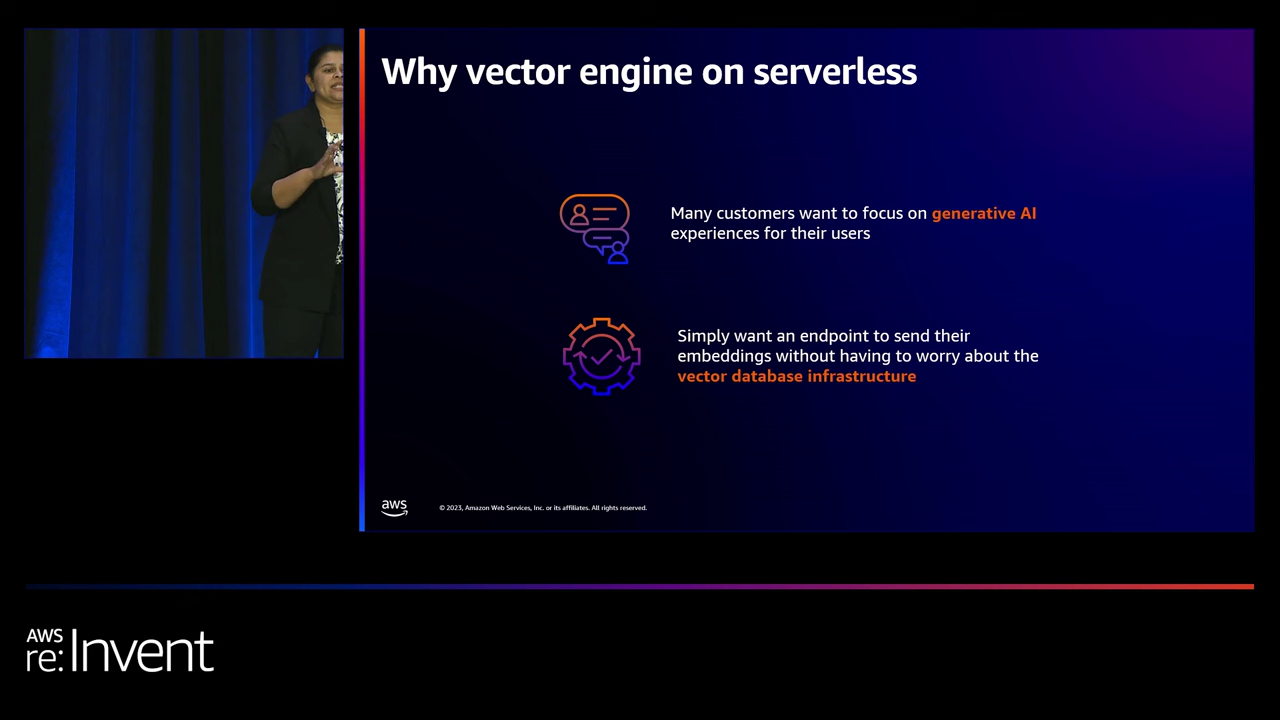 Why vector engine on serverless
Many customers want to focus on generative AI
experiences for their users
Simply want an endpoint to send their
embeddings without having to worry about the
vector database infrastructure
aws
© 2023, Amazon Web Services, Inc. or its affiliates. All rights reserved.
AWS
re:Invent